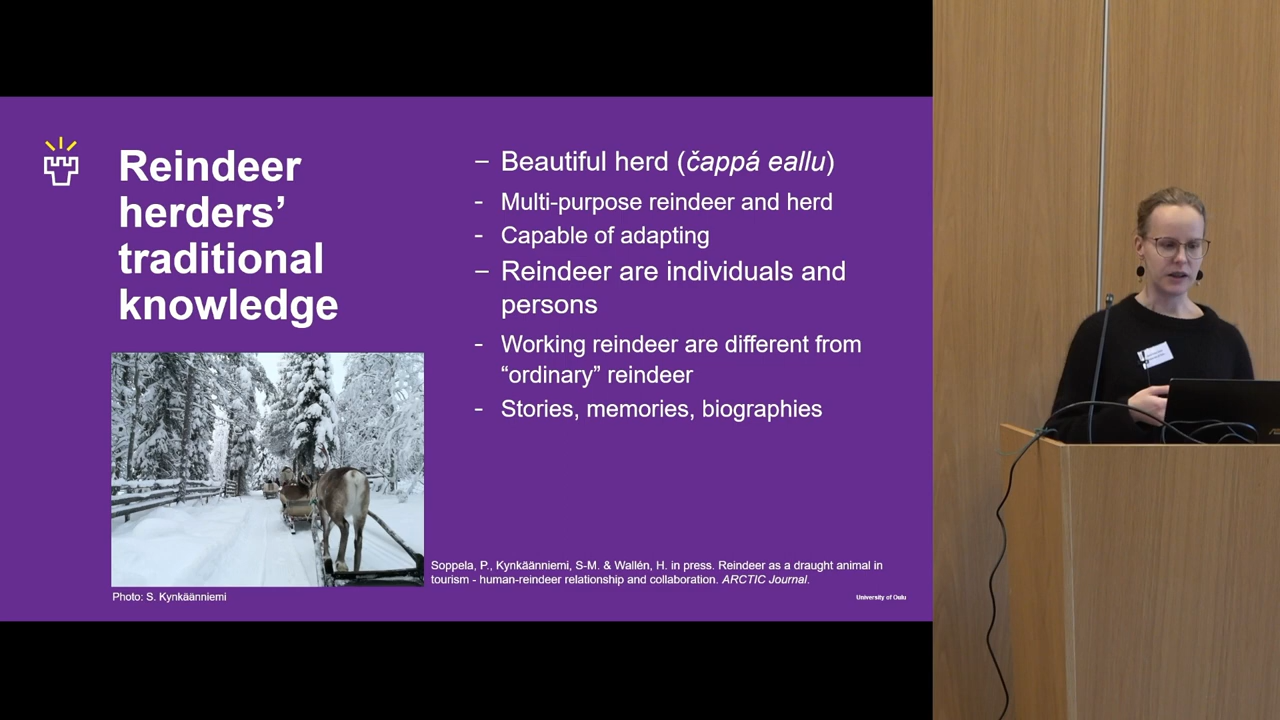 Reindeer
herders’
traditional
knowledge
– Beautiful herd (čappá eallu)
- Multi-purpose reindeer and herd
- Capable of adapting
– Reindeer are individuals and
persons
- Working reindeer are different from
“ordinary” reindeer
- Stories, memories, biographies
Soppela, P., Kynkäänniemi, S-M. & Wallén, H. in press. Reindeer as a draught animal in
tourism - human-reindeer relationship and collaboration. ARCTIC Journal.
Photo: S. Kynkäänniemi
University of Oulu